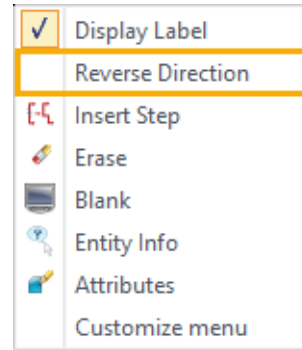 Display Label
Reverse Direction
Insert Step
Erase
Blank
Entity Info
Attributes
Customize menu